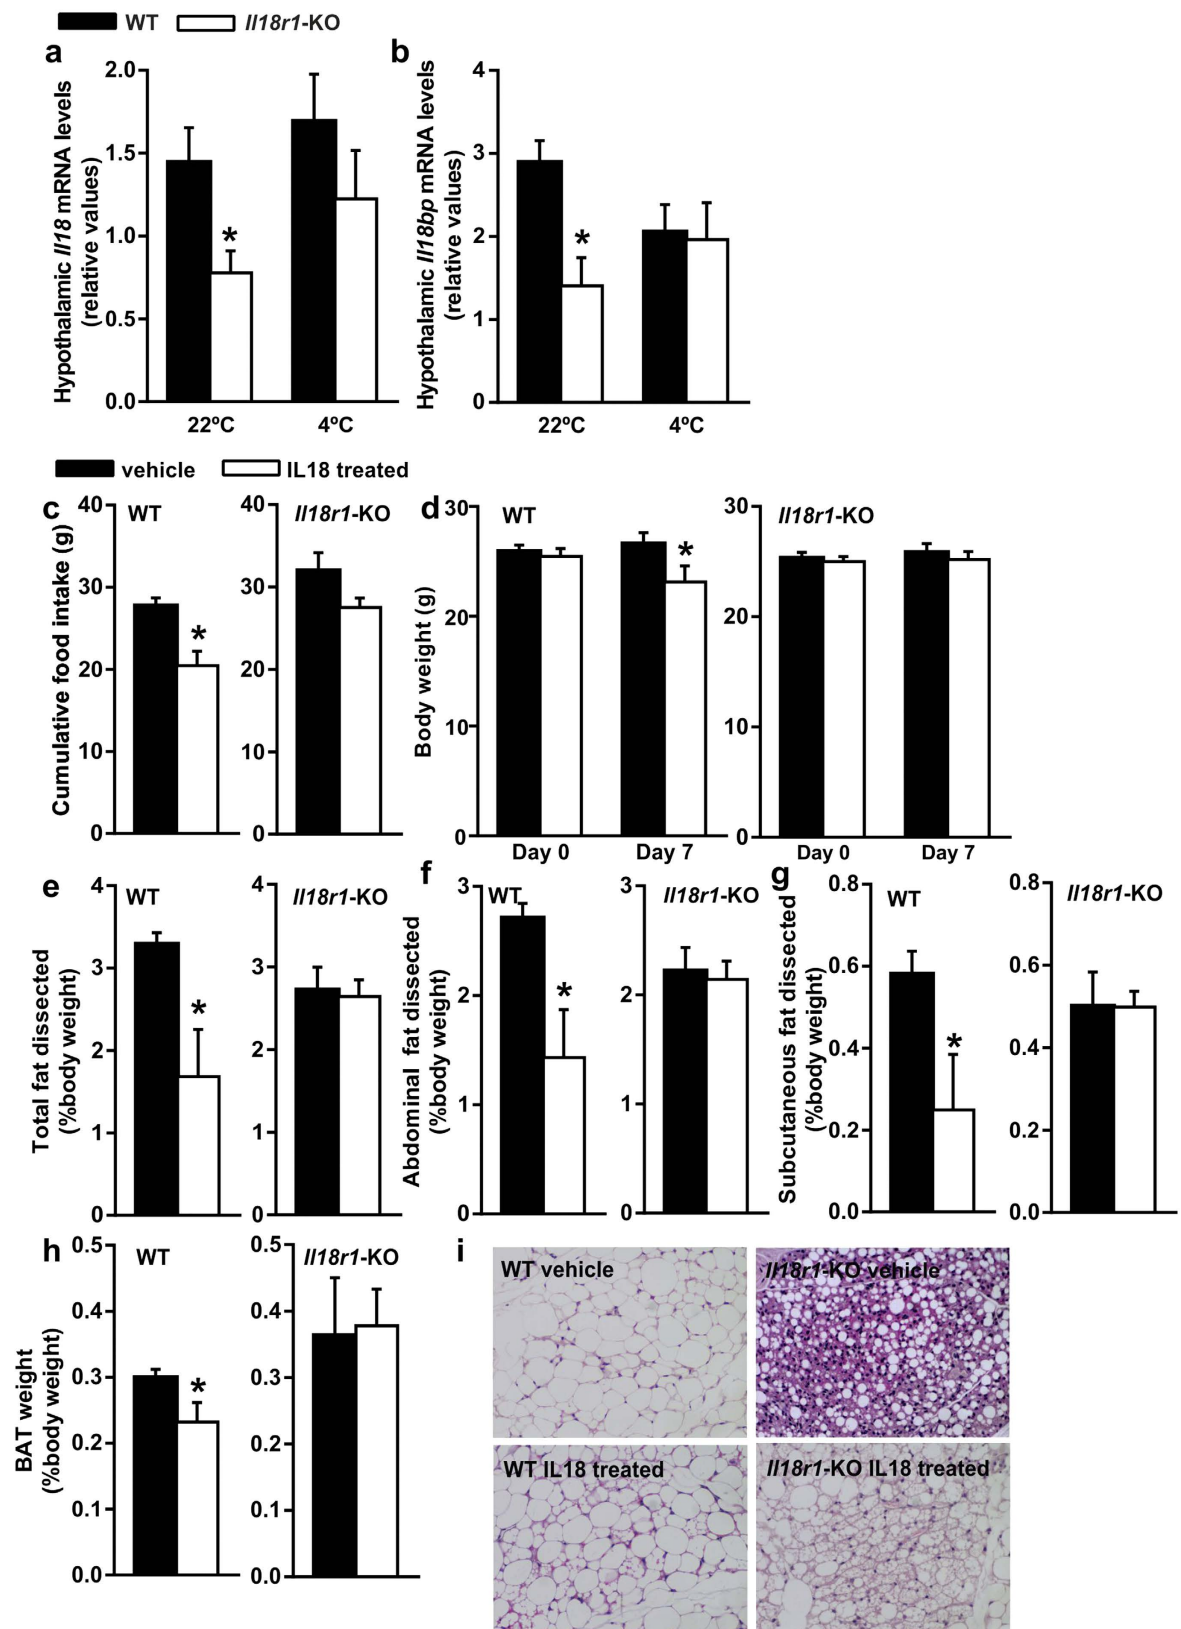 WT Il18r1-KO
a
Hypothalamic Il18 mRNA levels
(relative values)
2.0
1.5
1.0
0.5
0.0
*
22ºC 4ºC
b
Hypothalamic Il18bp mRNA levels
(relative values)
4
3
2
1
0
*
22ºC 4ºC
vehicle IL18 treated
c
Cumulative food intake (g)
WT
40
30
20
10
0
*
Il18r1-KO
40
30
20
10
0
d
Body weight (g)
WT
30
20
10
0
*
Day 0 Day 7
Il18r1-KO
30
20
10
0
Day 0 Day 7
e
Total fat dissected
(%body weight)
WT
4
3
2
1
0
*
Il18r1-KO
4
3
2
1
0
f
Abdominal fat dissected
(%body weight)
WT
3
2
1
0
*
Il18r1-KO
3
2
1
0
g
Subcutaneous fat dissected
(%body weight)
WT
0.8
0.6
0.4
0.2
0.0
*
Il18r1-KO
0.8
0.6
0.4
0.2
0.0
h
BAT weight
(%body weight)
WT
0.5
0.4
0.3
0.2
0.1
0.0
*
Il18r1-KO
0.5
0.4
0.3
0.2
0.1
0.0
i
WT vehicle
Il18r1-KO vehicle
WT IL18 treated
Il18r1-KO IL18 treated